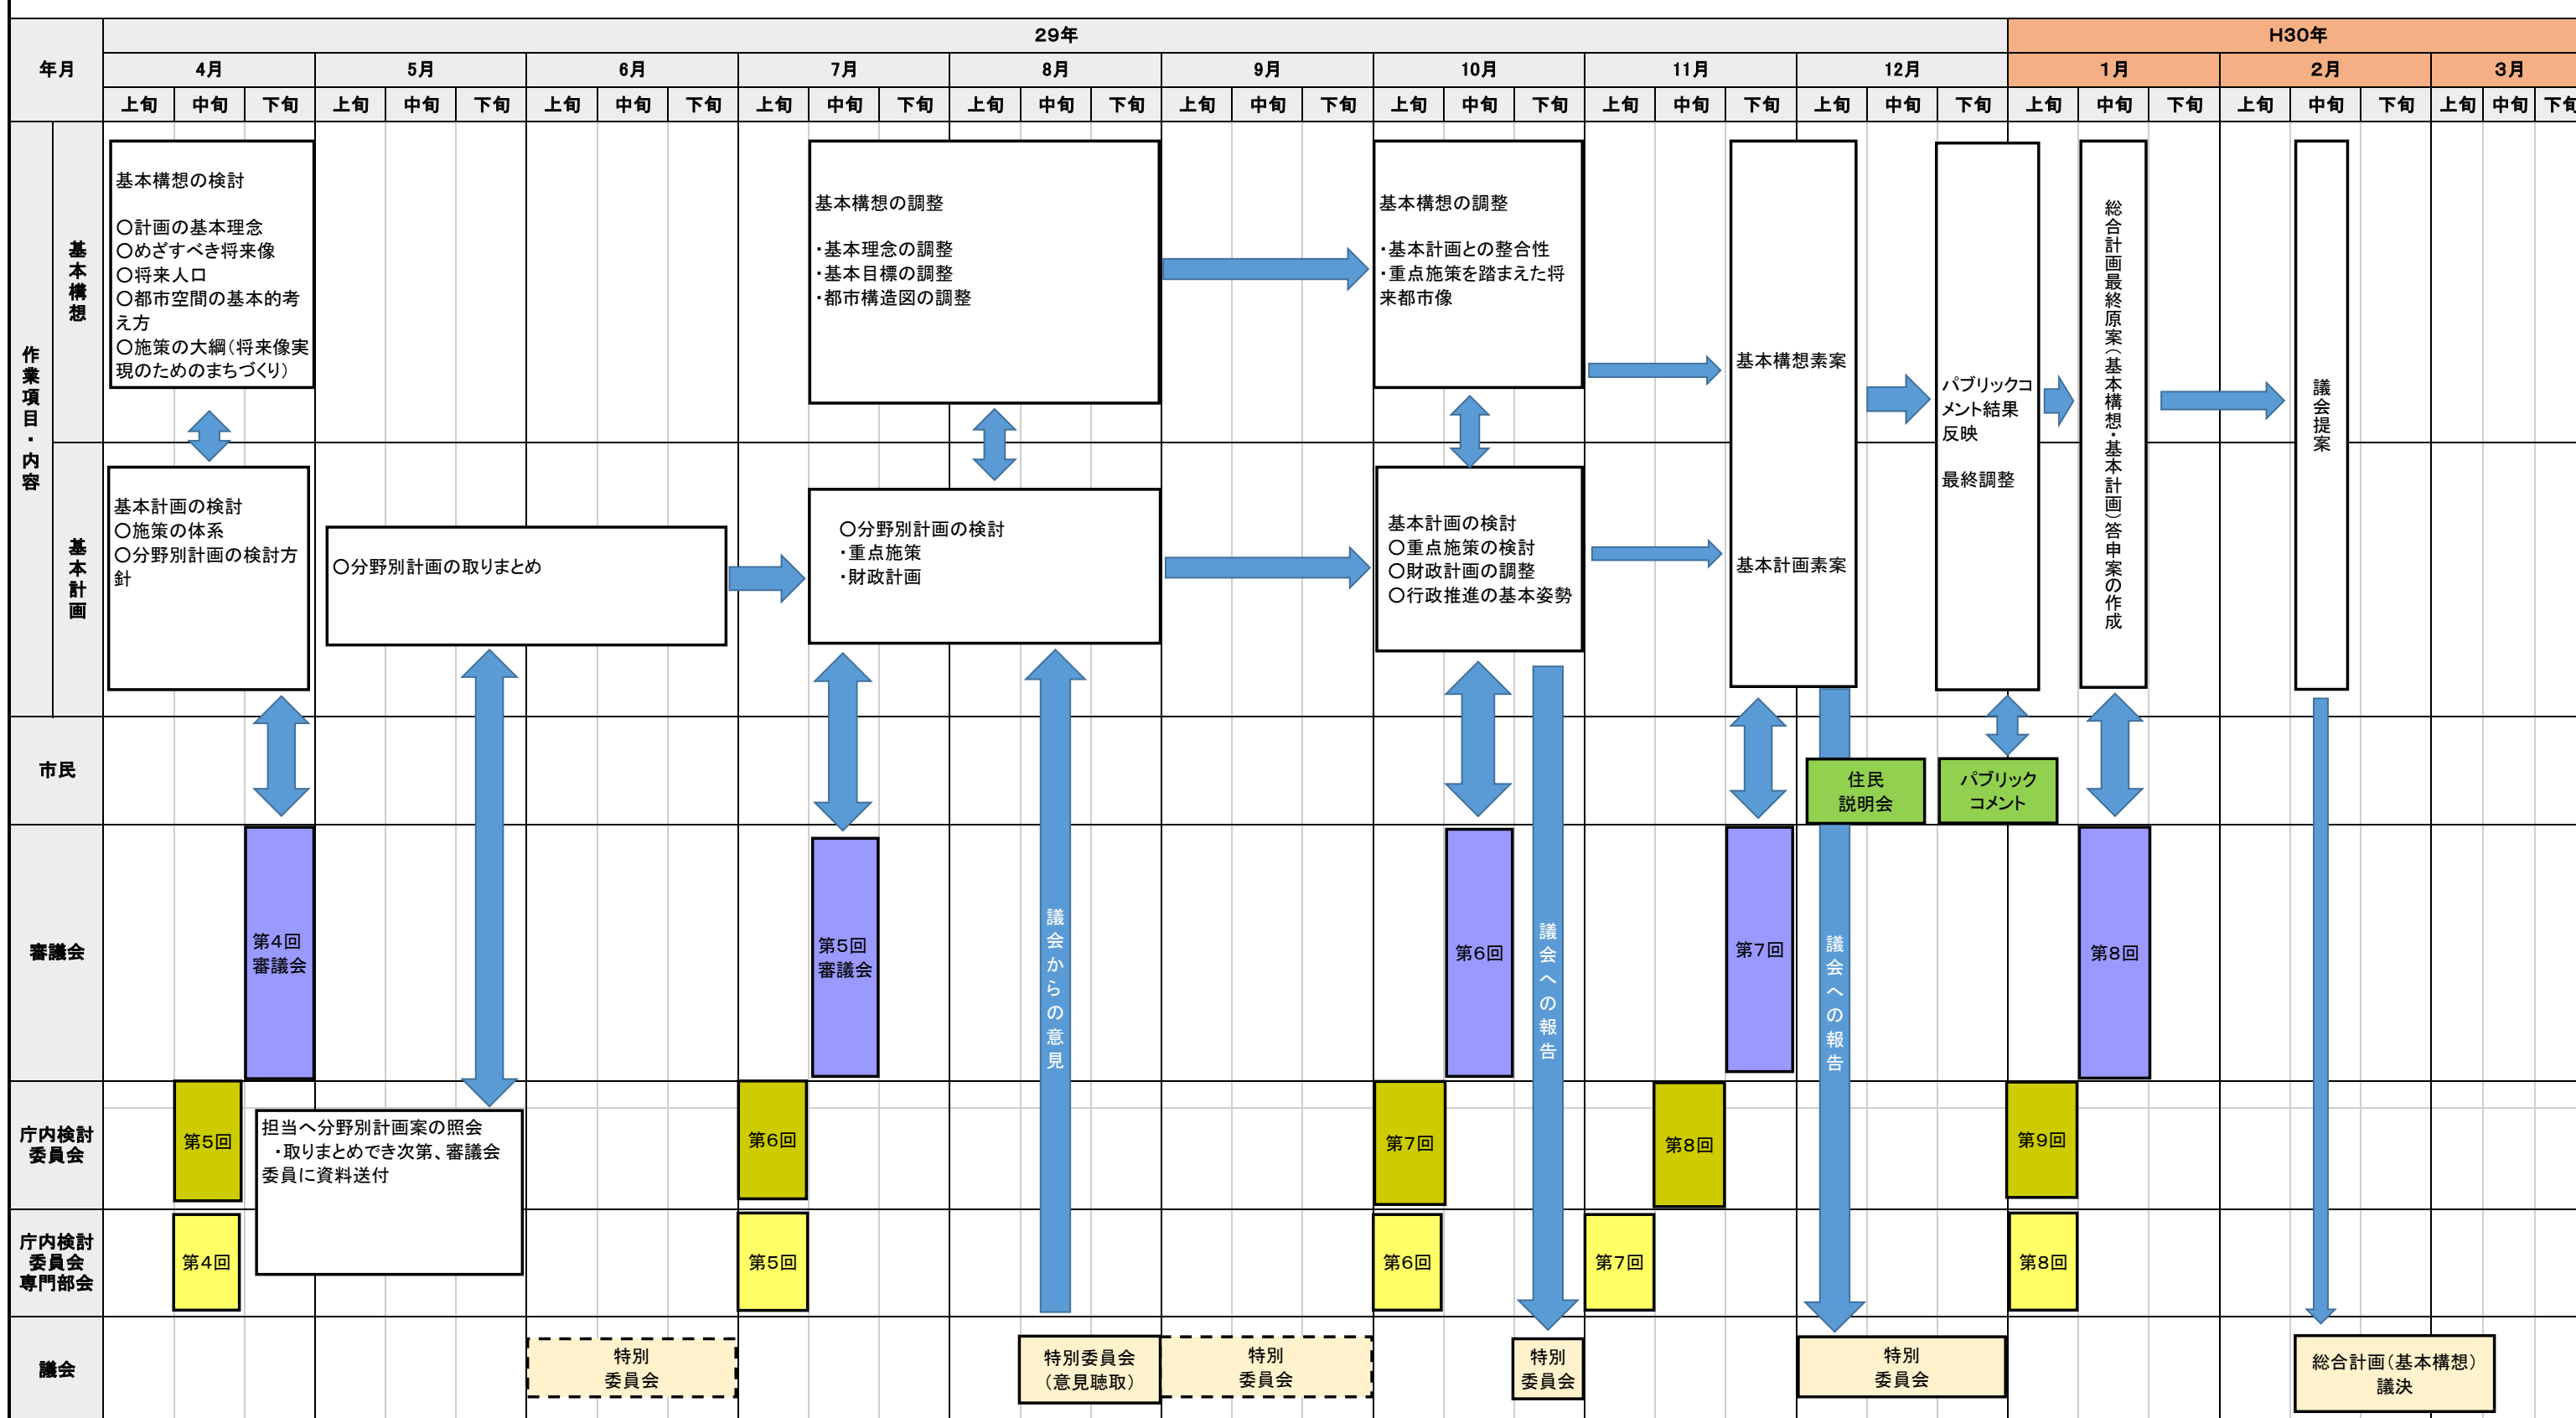 年月
29年
H30年
4月
5月
6月
7月
8月
9月
10月
11月
12月
1月
2月
3月
上旬 中旬 下旬
上旬 中旬 下旬
上旬 中旬 下旬
上旬 中旬 下旬
上旬 中旬 下旬
上旬 中旬 下旬
上旬 中旬 下旬
上旬 中旬 下旬
上旬 中旬 下旬
上旬 中旬 下旬
上旬 中旬 下旬
上旬 中旬 下旬
作業項目・内容
基本構想
基本構想の検討
○計画の基本理念
○めざすべき将来像
○将来人口
○都市空間の基本的考
え方
○施策の大綱(将来像実
現のためのまちづくり)
基本構想の調整
・基本理念の調整
・基本目標の調整
・都市構造図の調整
基本構想の調整
・基本計画との整合性
・重点施策を踏まえた将
来都市像
基本構想素案
基本計画素案
パブリックコ
メント結果
反映
最終調整
総合計画最終原案(基本構想・基本計画)答申案の作成
議会提案
基本計画
基本計画の検討
○施策の体系
○分野別計画の検討方
針
○分野別計画の取りまとめ
○分野別計画の検討
・重点施策
・財政計画
基本計画の検討
○重点施策の検討
○財政計画の調整
○行政推進の基本姿勢
市民
住民
説明会
パブリック
コメント
審議会
第4回
審議会
第5回
審議会
議会からの意見
第6回
議会への報告
第7回
議会への報告
第8回
庁内検討
委員会
第5回
担当へ分野別計画案の照会
・取りまとめでき次第、審議会
委員に資料送付
第6回
第7回
第8回
第9回
庁内検討
委員会
専門部会
第4回
第5回
第6回
第7回
第8回
議会
特別
委員会
特別委員会
(意見聴取)
特別
委員会
特別
委員会
特別
委員会
総合計画(基本構想)
議決